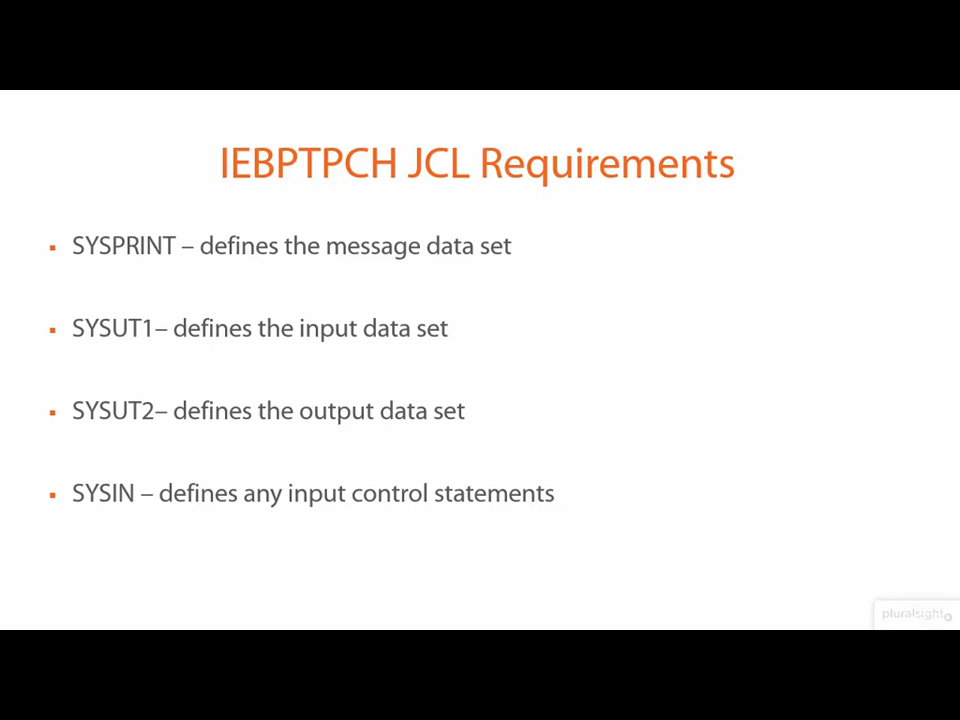 IEBPTPCH JCL Requirements
▪ SYSPRINT – defines the message data set
▪ SYSUT1– defines the input data set
▪ SYSUT2– defines the output data set
▪ SYSIN – defines any input control statements
pluralsight